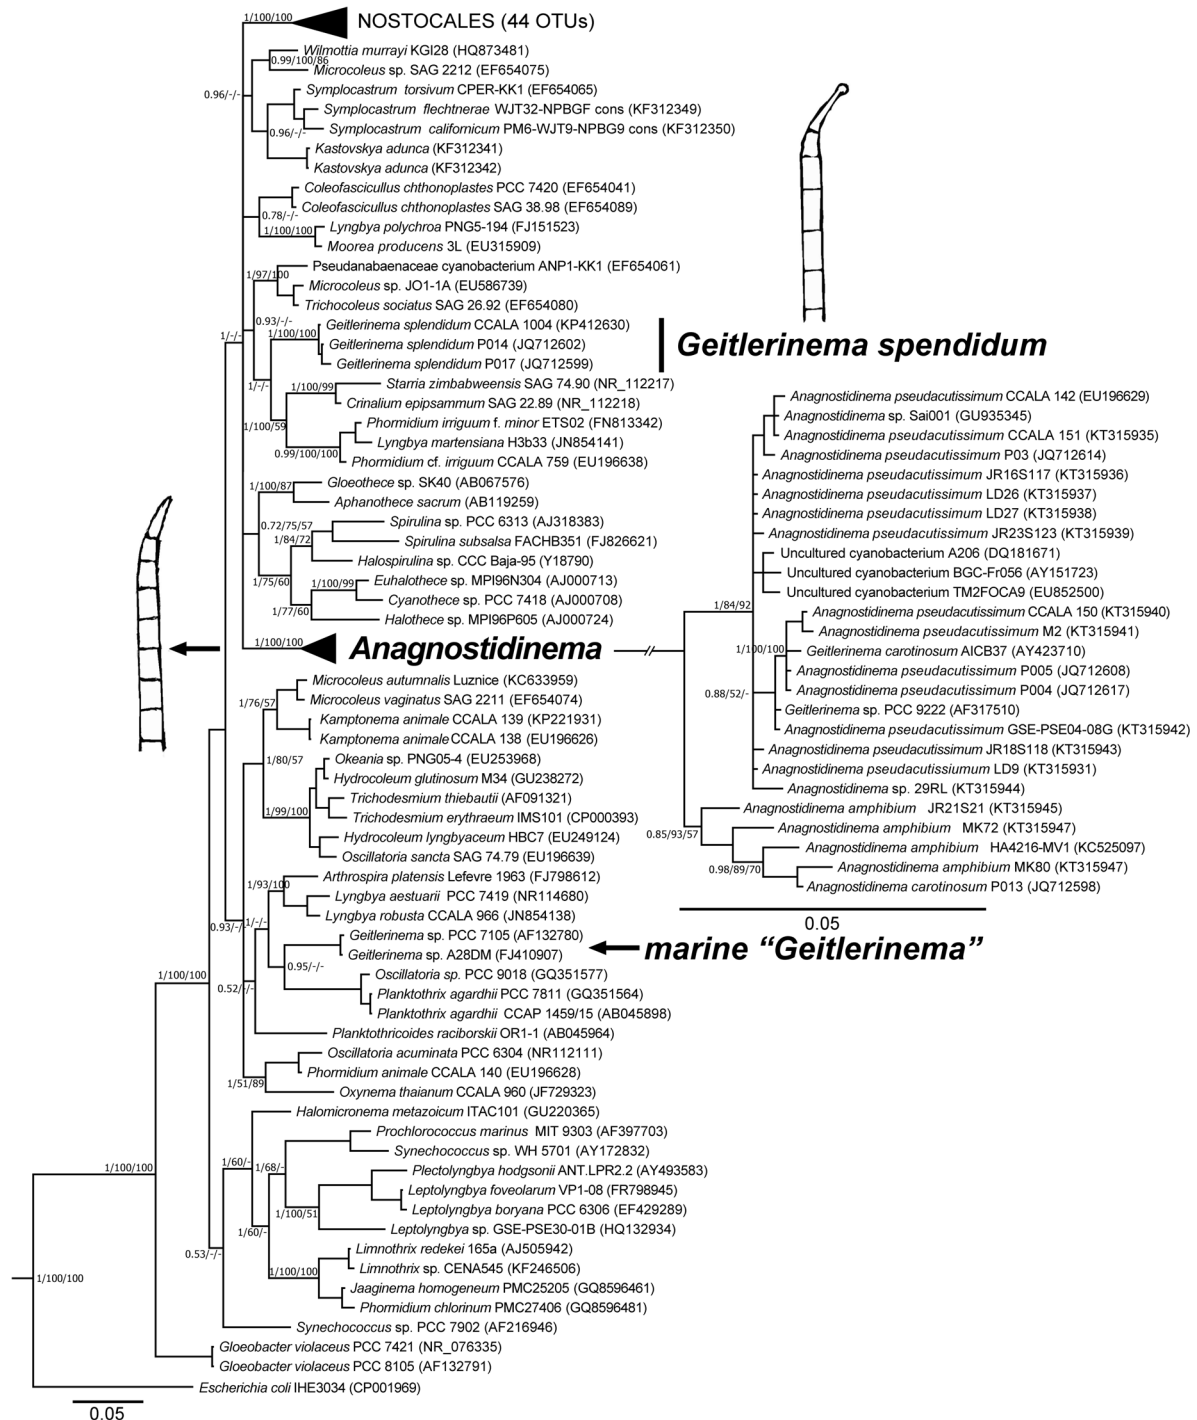 1/100/100
NOSTOCALES (44 OTUs)
Wilmottia murrayi KGI28 (HQ873481)
0.99/100/86
Microcoleus sp. SAG 2212 (EF654075)
Symplocastrum torsivum CPER-KK1 (EF654065)
0.96/-/-
Symplocastrum flechtnerae WJT32-NPBGF cons (KF312349)
Symplocastrum californicum PM6-WJT9-NPBG9 cons (KF312350)
0.96/-/-
Kastovskya adunca (KF312341)
Kastovskya adunca (KF312342)
Coleofascicullus chthonoplastes PCC 7420 (EF654041)
Coleofascicullus chthonoplastes SAG 38.98 (EF654089)
0.78/-/-
Lyngbya polychroa PNG5-194 (FJ151523)
1/100/100
Moorea producens 3L (EU315909)
Pseudanabaenaceae cyanobacterium ANP1-KK1 (EF654061)
1/97/100
Microcoleus sp. JO1-1A (EU586739)
Trichocoleus sociatus SAG 26.92 (EF654080)
0.93/-/-
Geitlerinema splendidum CCALA 1004 (KP412630)
1/-/-
1/100/100
Geitlerinema splendidum P014 (JQ712602)
Geitlerinema splendidum P017 (JQ712599)
Geitlerinema spendidum
1/-/-
1/100/99
Starria zimbabweensis SAG 74.90 (NR_112217)
Crinalium epipsammum SAG 22.89 (NR_112218)
1/100/59
Phormidium irriguum f. minor ETS02 (FN813342)
Lyngbya martensiana H3b33 (JN854141)
0.99/100/100
Phormidium cf. irriguum CCALA 759 (EU196638)
Gloeothece sp. SK40 (AB067576)
1/100/87
Aphanothece sacrum (AB119259)
0.72/75/57
Spirulina sp. PCC 6313 (AJ318383)
1/84/72
Spirulina subsalsa FACHB351 (FJ826621)
Halospirulina sp. CCC Baja-95 (Y18790)
1/75/60
1/100/99
Euhalothece sp. MPI96N304 (AJ000713)
Cyanothece sp. PCC 7418 (AJ000708)
1/77/60
Halothece sp. MPI96P605 (AJ000724)
1/100/100
Anagnostidinema
Microcoleus autumnalis Luznice (KC633959)
1/76/57
Microcoleus vaginatus SAG 2211 (EF654074)
Kamptonema animale CCALA 139 (KP221931)
Kamptonema animale CCALA 138 (EU196626)
1/80/57
Okeania sp. PNG05-4 (EU253968)
Hydrocoleum glutinosum M34 (GU238272)
Trichodesmium thiebautii (AF091321)
1/99/100
Trichodesmium erythraeum IMS101 (CP000393)
Hydrocoleum lyngbyaceum HBC7 (EU249124)
Oscillatoria sancta SAG 74.79 (EU196639)
Arthrospira platensis Lefevre 1963 (FJ798612)
1/93/100
Lyngbya aestuarii PCC 7419 (NR114680)
Lyngbya robusta CCALA 966 (JN854138)
0.93/-/-
1/-/-
Geitlerinema sp. PCC 7105 (AF132780)
Geitlerinema sp. A28DM (FJ410907)
marine “Geitlerinema”
0.95/-/-
Oscillatoria sp. PCC 9018 (GQ351577)
0.52/-/-
Planktothrix agardhii PCC 7811 (GQ351564)
1/100/100
Planktothrix agardhii CCAP 1459/15 (AB045898)
Planktothricoides raciborskii OR1-1 (AB045964)
Oscillatoria acuminata PCC 6304 (NR112111)
Phormidium animale CCALA 140 (EU196628)
1/51/89
Oxynema thaianum CCALA 960 (JF729323)
Halomicronema metazoicum ITAC101 (GU220365)
Prochlorococcus marinus MIT 9303 (AF397703)
Synechococcus sp. WH 5701 (AY172832)
1/100/100
1/60/-
1/68/-
Plectolyngbya hodgsonii ANT.LPR2.2 (AY493583)
Leptolyngbya foveolarum VP1-08 (FR798945)
Leptolyngbya boryana PCC 6306 (EF429289)
1/100/51
Leptolyngbya sp. GSE-PSE30-01B (HQ132934)
1/60/-
Limnothrix redekei 165a (AJ505942)
0.53/-/-
Limnothrix sp. CENA545 (KF246506)
1/100/100
1/100/100
Jaaginema homogeneum PMC25205 (GQ8596461)
Phormidium chlorinum PMC27406 (GQ8596481)
Synechococcus sp. PCC 7902 (AF216946)
Gloeobacter violaceus PCC 7421 (NR_076335)
Gloeobacter violaceus PCC 8105 (AF132791)
Escherichia coli IHE3034 (CP001969)
0.05
Anagnostidinema pseudacutissimum CCALA 142 (EU196629)
Anagnostidinema sp. Sai001 (GU935345)
Anagnostidinema pseudacutissimum CCALA 151 (KT315935)
Anagnostidinema pseudacutissimum P03 (JQ712614)
Anagnostidinema pseudacutissimum JR16S117 (KT315936)
Anagnostidinema pseudacutissimum LD26 (KT315937)
Anagnostidinema pseudacutissimum LD27 (KT315938)
Anagnostidinema pseudacutissimum JR23S123 (KT315939)
Uncultured cyanobacterium A206 (DQ181671)
Uncultured cyanobacterium BGC-Fr056 (AY151723)
Uncultured cyanobacterium TM2FOCA9 (EU852500)
1/84/92
Anagnostidinema pseudacutissimum CCALA 150 (KT315940)
Anagnostidinema pseudacutissimum M2 (KT315941)
1/100/100
Geitlerinema carotinosum AICB37 (AY423710)
Anagnostidinema pseudacutissimum P005 (JQ712608)
0.88/52/-
Anagnostidinema pseudacutissimum P004 (JQ712617)
Geitlerinema sp. PCC 9222 (AF317510)
Anagnostidinema pseudacutissimum GSE-PSE04-08G (KT315942)
Anagnostidinema pseudacutissimum JR18S118 (KT315943)
Anagnostidinema pseudacutissiumum LD9 (KT315931)
Anagnostidinema sp. 29RL (KT315944)
Anagnostidinema amphibium JR21S21 (KT315945)
0.85/93/57
Anagnostidinema amphibium MK72 (KT315947)
Anagnostidinema amphibium HA4216-MV1 (KC525097)
0.98/89/70
Anagnostidinema amphibium MK80 (KT315947)
Anagnostidinema carotinosum P013 (JQ712598)
0.05